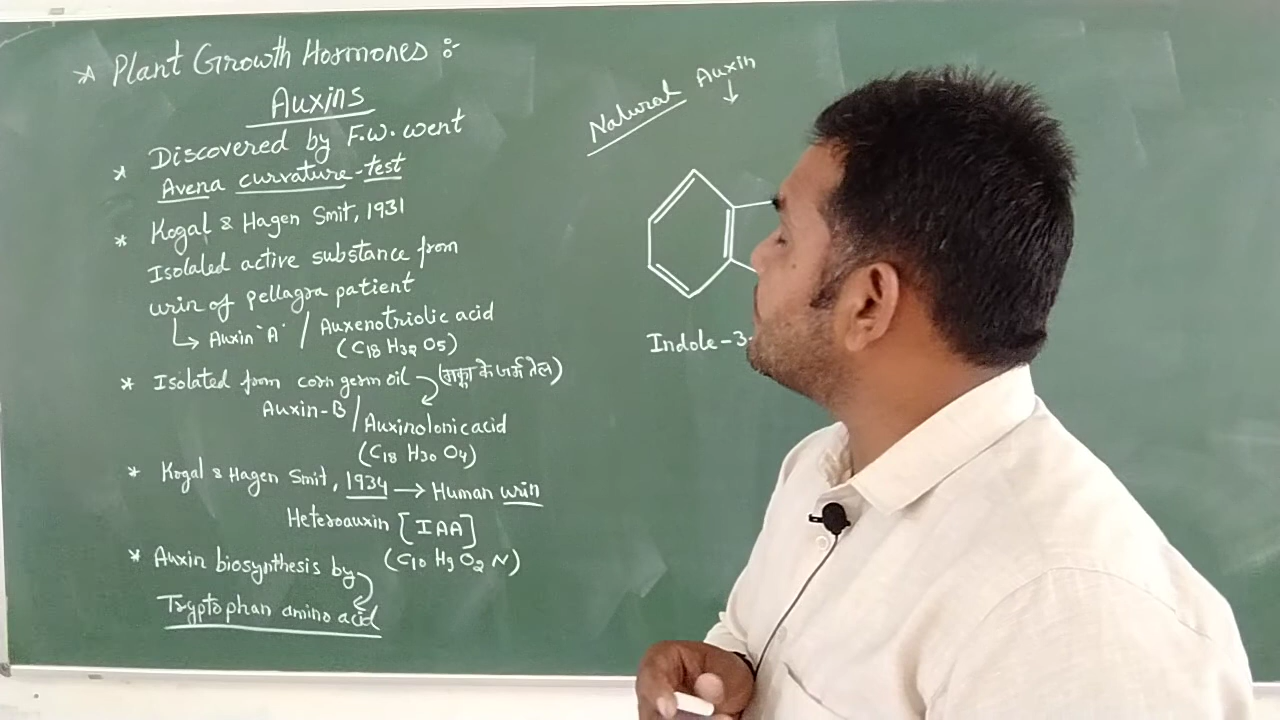 * Plant Growth Hormones :-
Auxins
* Discovered by F.W. went
Avena curvature-test
* Kogal & Hagen Smit, 1931
Isolated active substance from
urin of pellagra patient
→ Auxin 'A' / Auxenotriolic acid
(C18 H32 O5)
* Isolated from corn germ oil (मक्का के जर्म तेल)
Auxin-B / Auxinolonic acid
(C18 H30 O4)
* Kogal & Hagen Smit, 1934 → Human urin
Heteroauxin [IAA]
(C10 H9 O2 N)
* Auxin biosynthesis by
Tryptophan amino acid
Natural Auxin
↓
Indole-3-